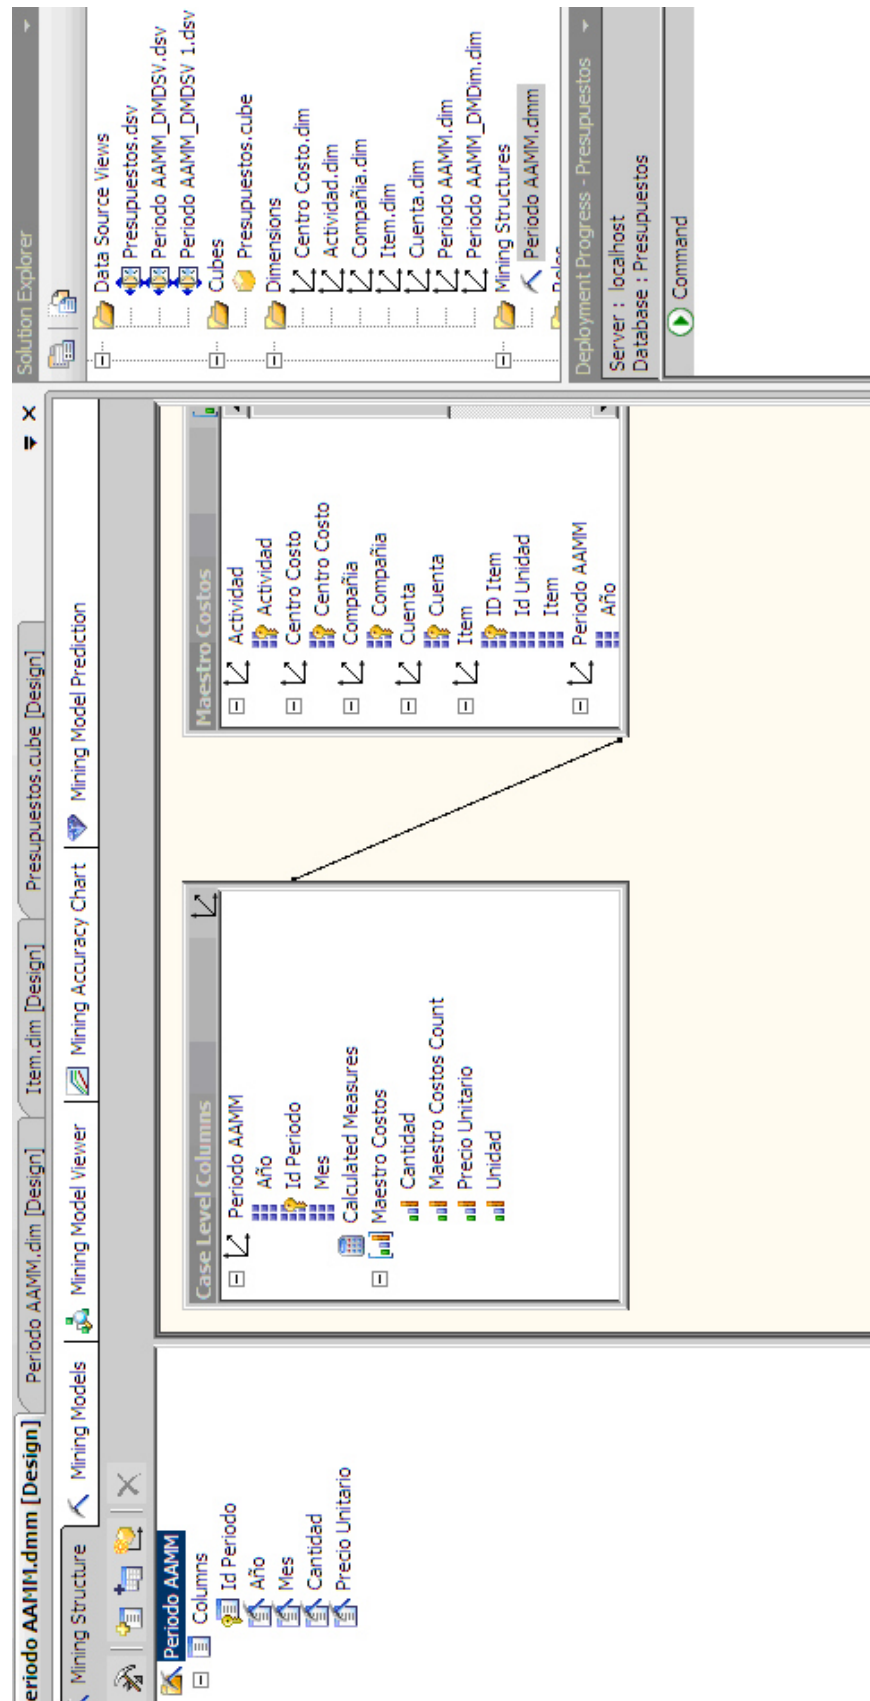 eriodo AAMM.dmm [Design]
Periodo AAMM.dim [Design]
Item.dim [Design]
Presupuestos.cube [Design]
Mining Structure
Mining Models
Mining Model Viewer
Mining Accuracy Chart
Mining Model Prediction
Periodo AAMM
Columns
Id Periodo
Año
Mes
Cantidad
Precio Unitario
Case Level Columns
Periodo AAMM
Año
Id Periodo
Mes
Calculated Measures
Maestro Costos
Cantidad
Maestro Costos Count
Precio Unitario
Unidad
Maestro Costos
Actividad
Actividad
Centro Costo
Centro Costo
Compañia
Compañia
Cuenta
Cuenta
Item
ID Item
Id Unidad
Item
Periodo AAMM
Año
Solution Explorer
Data Source Views
Presupuestos.dsv
Periodo AAMM_DMDSV.dsv
Periodo AAMM_DMDSV 1.dsv
Cubes
Presupuestos.cube
Dimensions
Centro Costo.dim
Actividad.dim
Compañia.dim
Item.dim
Cuenta.dim
Periodo AAMM.dim
Periodo AAMM_DMDim.dim
Mining Structures
Periodo AAMM.dmm
Roles
Deployment Progress - Presupuestos
Server : localhost
Database : Presupuestos
Command